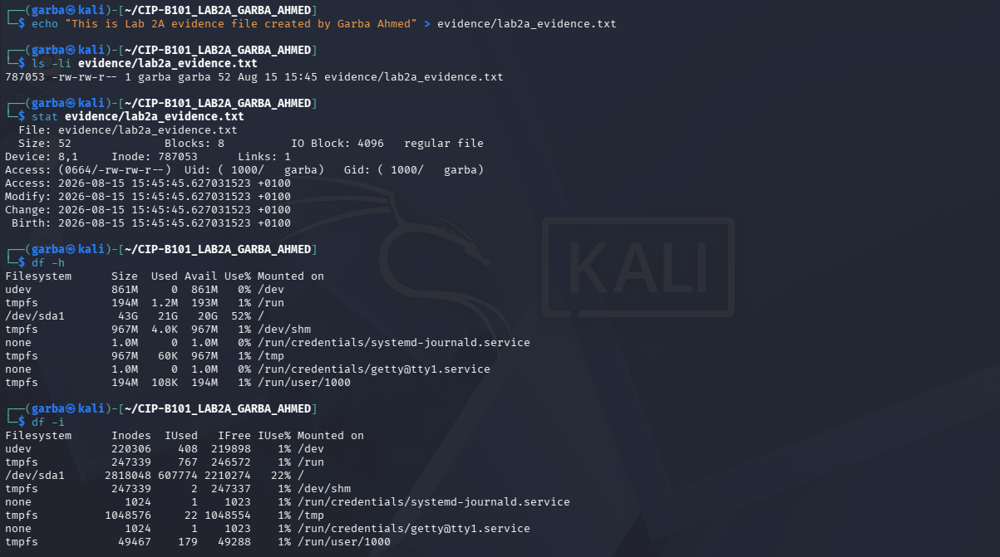 ┌──(garba㉿kali)-[~/CIP-B101_LAB2A_GARBA_AHMED]
└─$ echo "This is Lab 2A evidence file created by Garba Ahmed" > evidence/lab2a_evidence.txt
┌──(garba㉿kali)-[~/CIP-B101_LAB2A_GARBA_AHMED]
└─$ ls -li evidence/lab2a_evidence.txt
787053 -rw-rw-r-- 1 garba garba 52 Aug 15 15:45 evidence/lab2a_evidence.txt
┌──(garba㉿kali)-[~/CIP-B101_LAB2A_GARBA_AHMED]
└─$ stat evidence/lab2a_evidence.txt
  File: evidence/lab2a_evidence.txt
  Size: 52              Blocks: 8          IO Block: 4096   regular file
Device: 8,1     Inode: 787053      Links: 1
Access: (0664/-rw-rw-r--)  Uid: ( 1000/   garba)   Gid: ( 1000/   garba)
Access: 2026-08-15 15:45:45.627031523 +0100
Modify: 2026-08-15 15:45:45.627031523 +0100
Change: 2026-08-15 15:45:45.627031523 +0100
 Birth: 2026-08-15 15:45:45.627031523 +0100
┌──(garba㉿kali)-[~/CIP-B101_LAB2A_GARBA_AHMED]
└─$ df -h
Filesystem      Size  Used Avail Use% Mounted on
udev            861M     0  861M   0% /dev
tmpfs           194M  1.2M  193M   1% /run
/dev/sda1        43G   21G   20G  52% /
tmpfs           967M  4.0K  967M   1% /dev/shm
none            1.0M     0  1.0M   0% /run/credentials/systemd-journald.service
tmpfs           967M   60K  967M   1% /tmp
none            1.0M     0  1.0M   0% /run/credentials/getty@tty1.service
tmpfs           194M  108K  194M   1% /run/user/1000
┌──(garba㉿kali)-[~/CIP-B101_LAB2A_GARBA_AHMED]
└─$ df -i
Filesystem      Inodes  IUsed   IFree IUse% Mounted on
udev            220306    408  219898    1% /dev
tmpfs           247339    767  246572    1% /run
/dev/sda1      2818048 607774 2210274   22% /
tmpfs           247339      2  247337    1% /dev/shm
none              1024      1    1023    1% /run/credentials/systemd-journald.service
tmpfs          1048576     22 1048554    1% /tmp
none              1024      1    1023    1% /run/credentials/getty@tty1.service
tmpfs            49467    179   49288    1% /run/user/1000
KALI